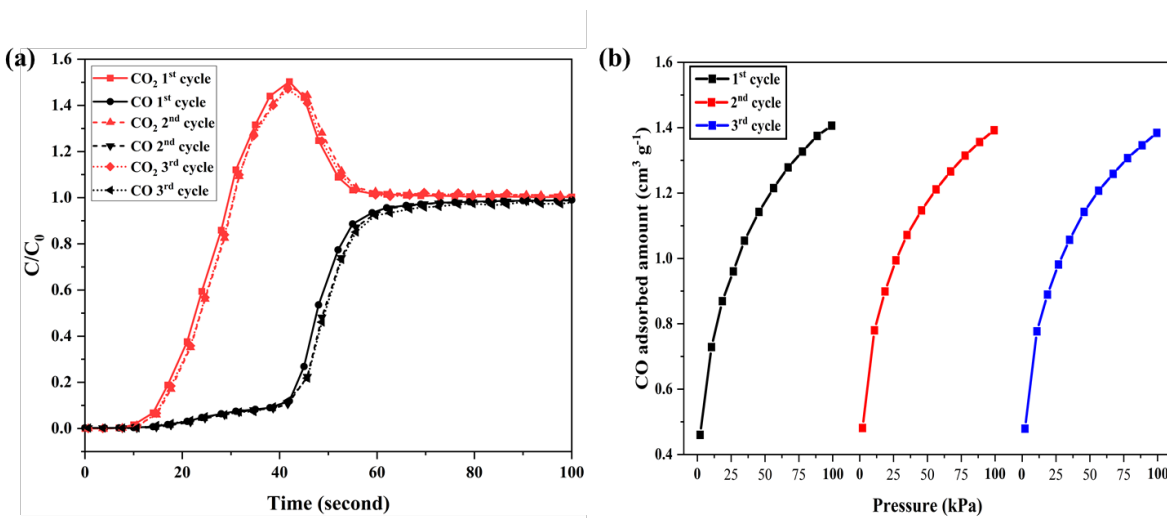 (a)
C/C₀
1.6
1.4
1.2
1.0
0.8
0.6
0.4
0.2
0.0
CO₂ 1ˢᵗ cycle
CO 1ˢᵗ cycle
CO₂ 2ⁿᵈ cycle
CO 2ⁿᵈ cycle
CO₂ 3ʳᵈ cycle
CO 3ʳᵈ cycle
0 20 40 60 80 100
Time (second)
(b)
CO adsorbed amount (cm³ g⁻¹)
1.6
1.4
1.2
1.0
0.8
0.6
0.4
1ˢᵗ cycle
2ⁿᵈ cycle
3ʳᵈ cycle
0 25 50 75 100 0 25 50 75 100 0 25 50 75 100
Pressure (kPa)